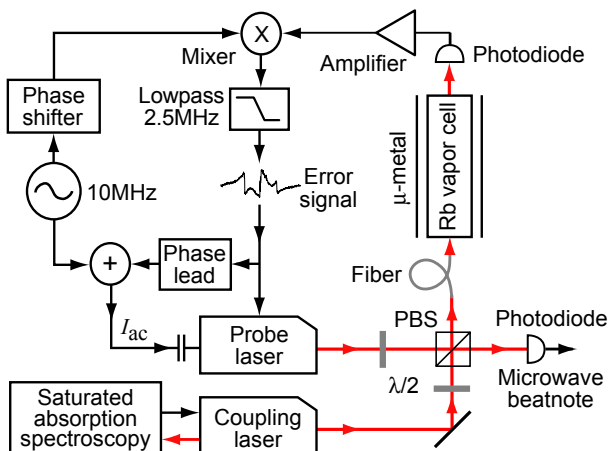 X
Mixer
Amplifier
Photodiode
Phase
shifter
Lowpass
2.5MHz
μ-metal
Rb vapor cell
10MHz
Error
signal
+
Phase
lead
Fiber
I ac
Probe
laser
PBS
Photodiode
λ/2
Microwave
beatnote
Saturated
absorption
spectroscopy
Coupling
laser